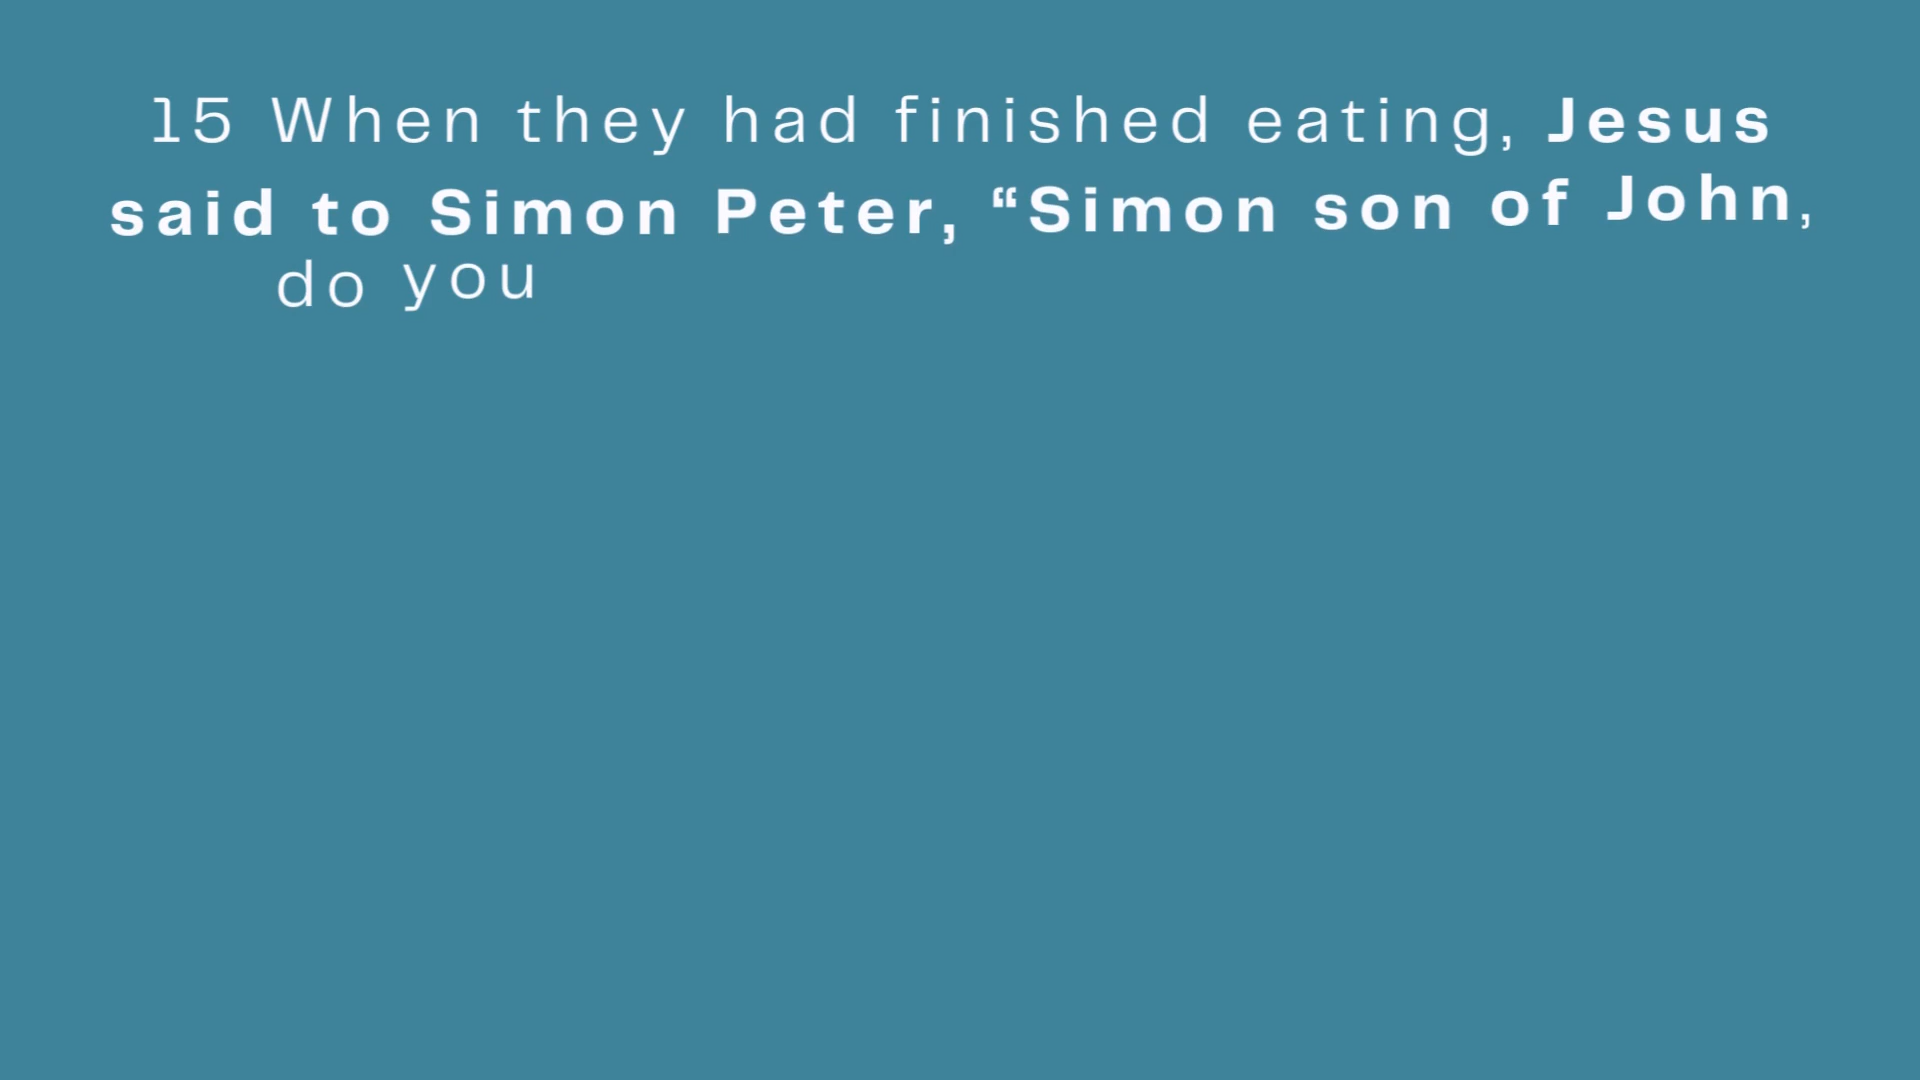 15 When they had finished eating, Jesus
said to Simon Peter, “Simon son of John,
do you